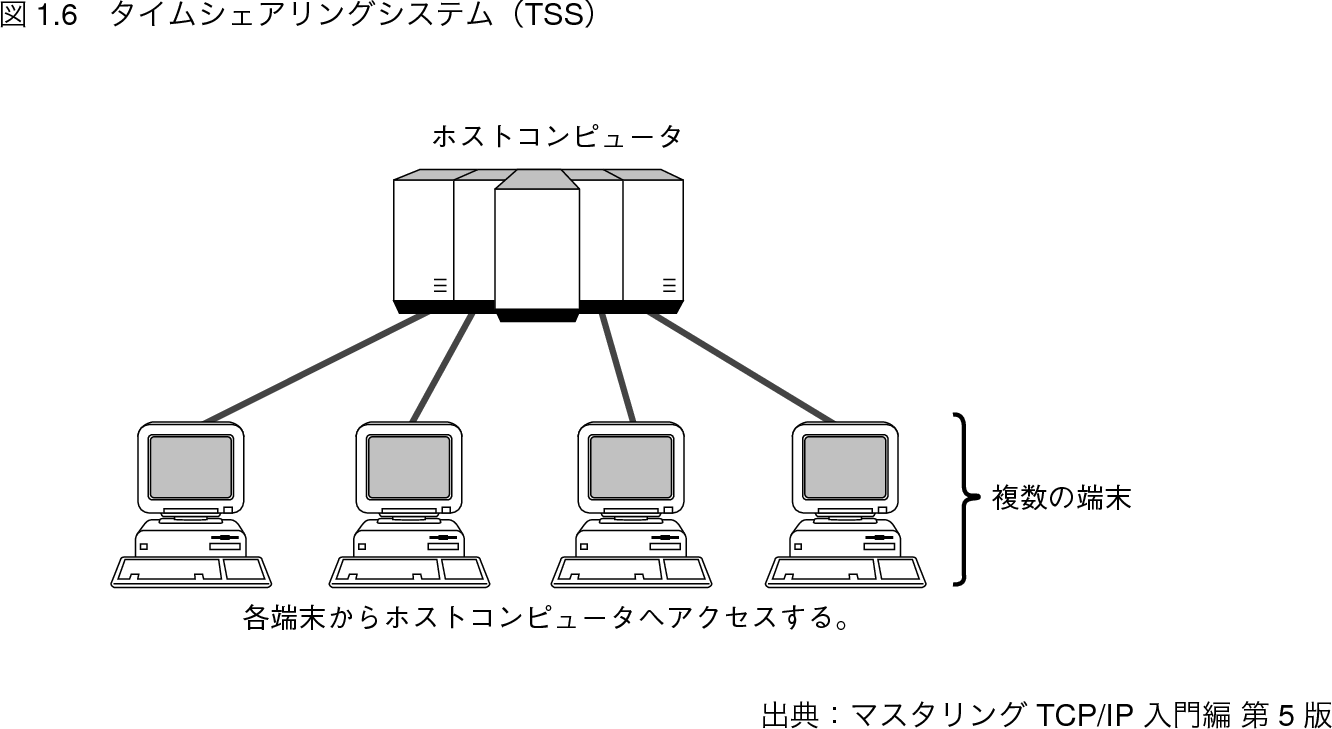 図 1.6　タイムシェアリングシステム（TSS）
ホストコンピュータ
複数の端末
各端末からホストコンピュータへアクセスする。
出典：マスタリング TCP/IP 入門編 第 5 版